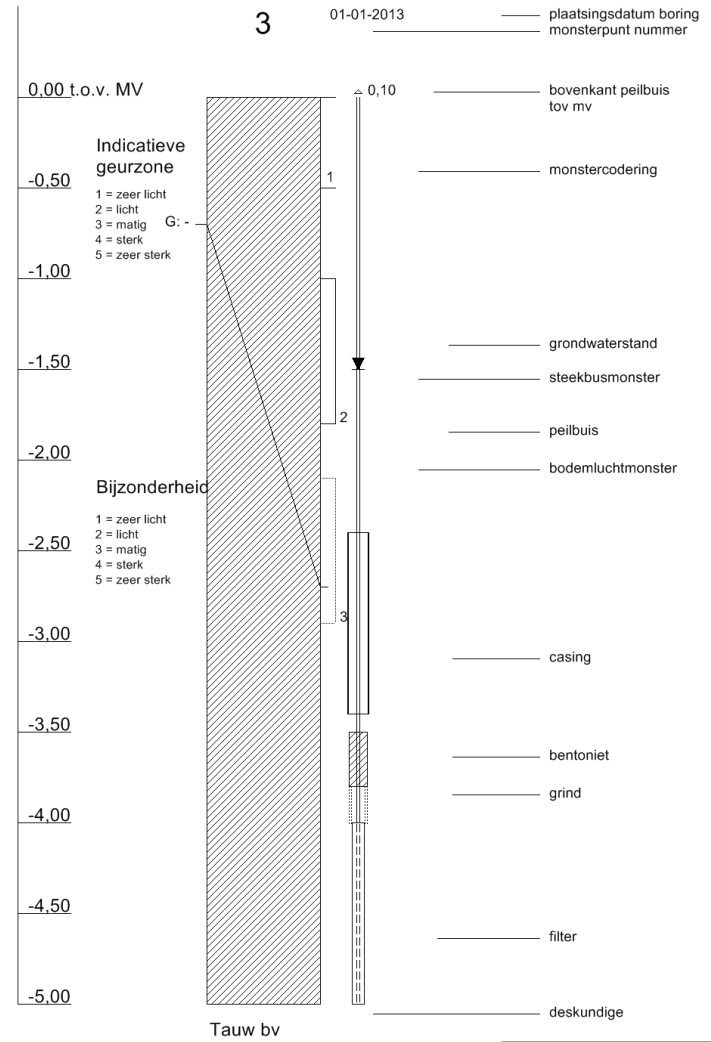 3
01-01-2013
plaatsingsdatum boring
monsterpunt nummer
0,00 t.o.v. MV
0,10
bovenkant peilbuis
tov mv
Indicatieve
geurzone
1 = zeer licht
2 = licht
3 = matig
4 = sterk
5 = zeer sterk
G: -
1
monstercodering
-0,50
-1,00
-1,50
grondwaterstand
steekbusmonster
2
peilbuis
-2,00
bodemluchtmonster
Bijzonderheid
1 = zeer licht
2 = licht
3 = matig
4 = sterk
5 = zeer sterk
-2,50
3
-3,00
casing
-3,50
bentoniet
grind
-4,00
-4,50
filter
-5,00
deskundige
Tauw bv